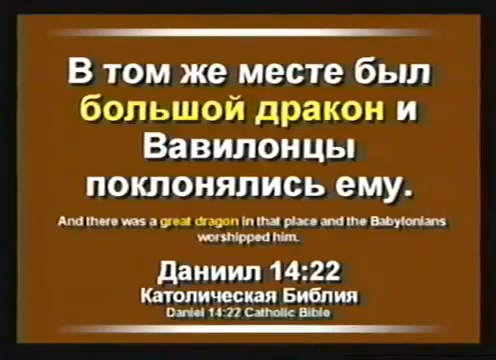 В том же месте был
большой дракон и
Вавилонцы
поклонялись ему.
And there was a great dragon in that place and the Babylonians
worshipped him.
Даниил 14:22
Католическая Библия
Daniel 14:22 Catholic Bible